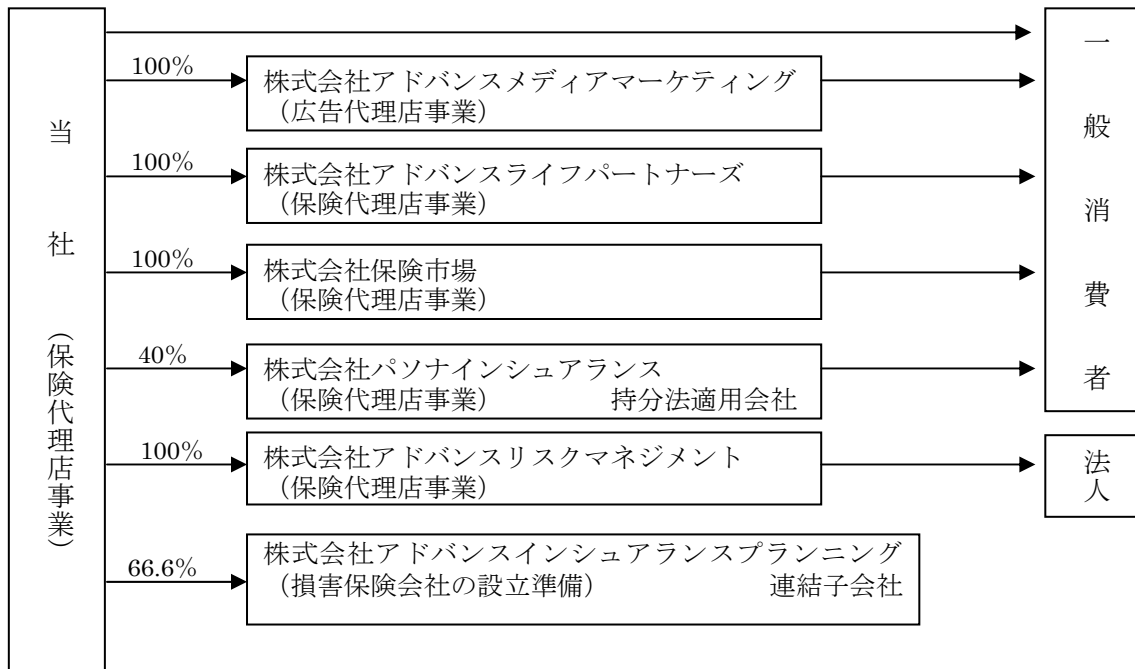 当社（保険代理店事業）
100%
株式会社アドバンスメディアマーケティング
（広告代理店事業）
100%
株式会社アドバンスライフパートナーズ
（保険代理店事業）
100%
株式会社保険市場
（保険代理店事業）
40%
株式会社パソナインシュアランス
（保険代理店事業） 持分法適用会社
100%
株式会社アドバンスリスクマネジメント
（保険代理店事業）
66.6%
株式会社アドバンスインシュアランスプランニング
（損害保険会社の設立準備） 連結子会社
一般消費者
法人